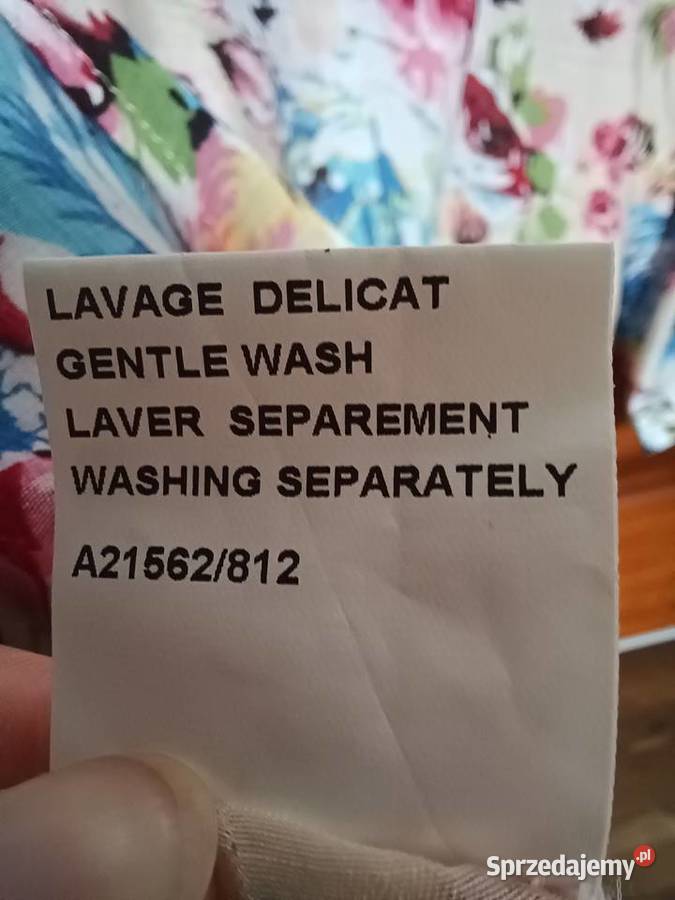 LAVAGE DELICAT
GENTLE WASH
LAVER SEPAREMENT
WASHING SEPARATELY
A21562/812
Sprzedajemy.pl